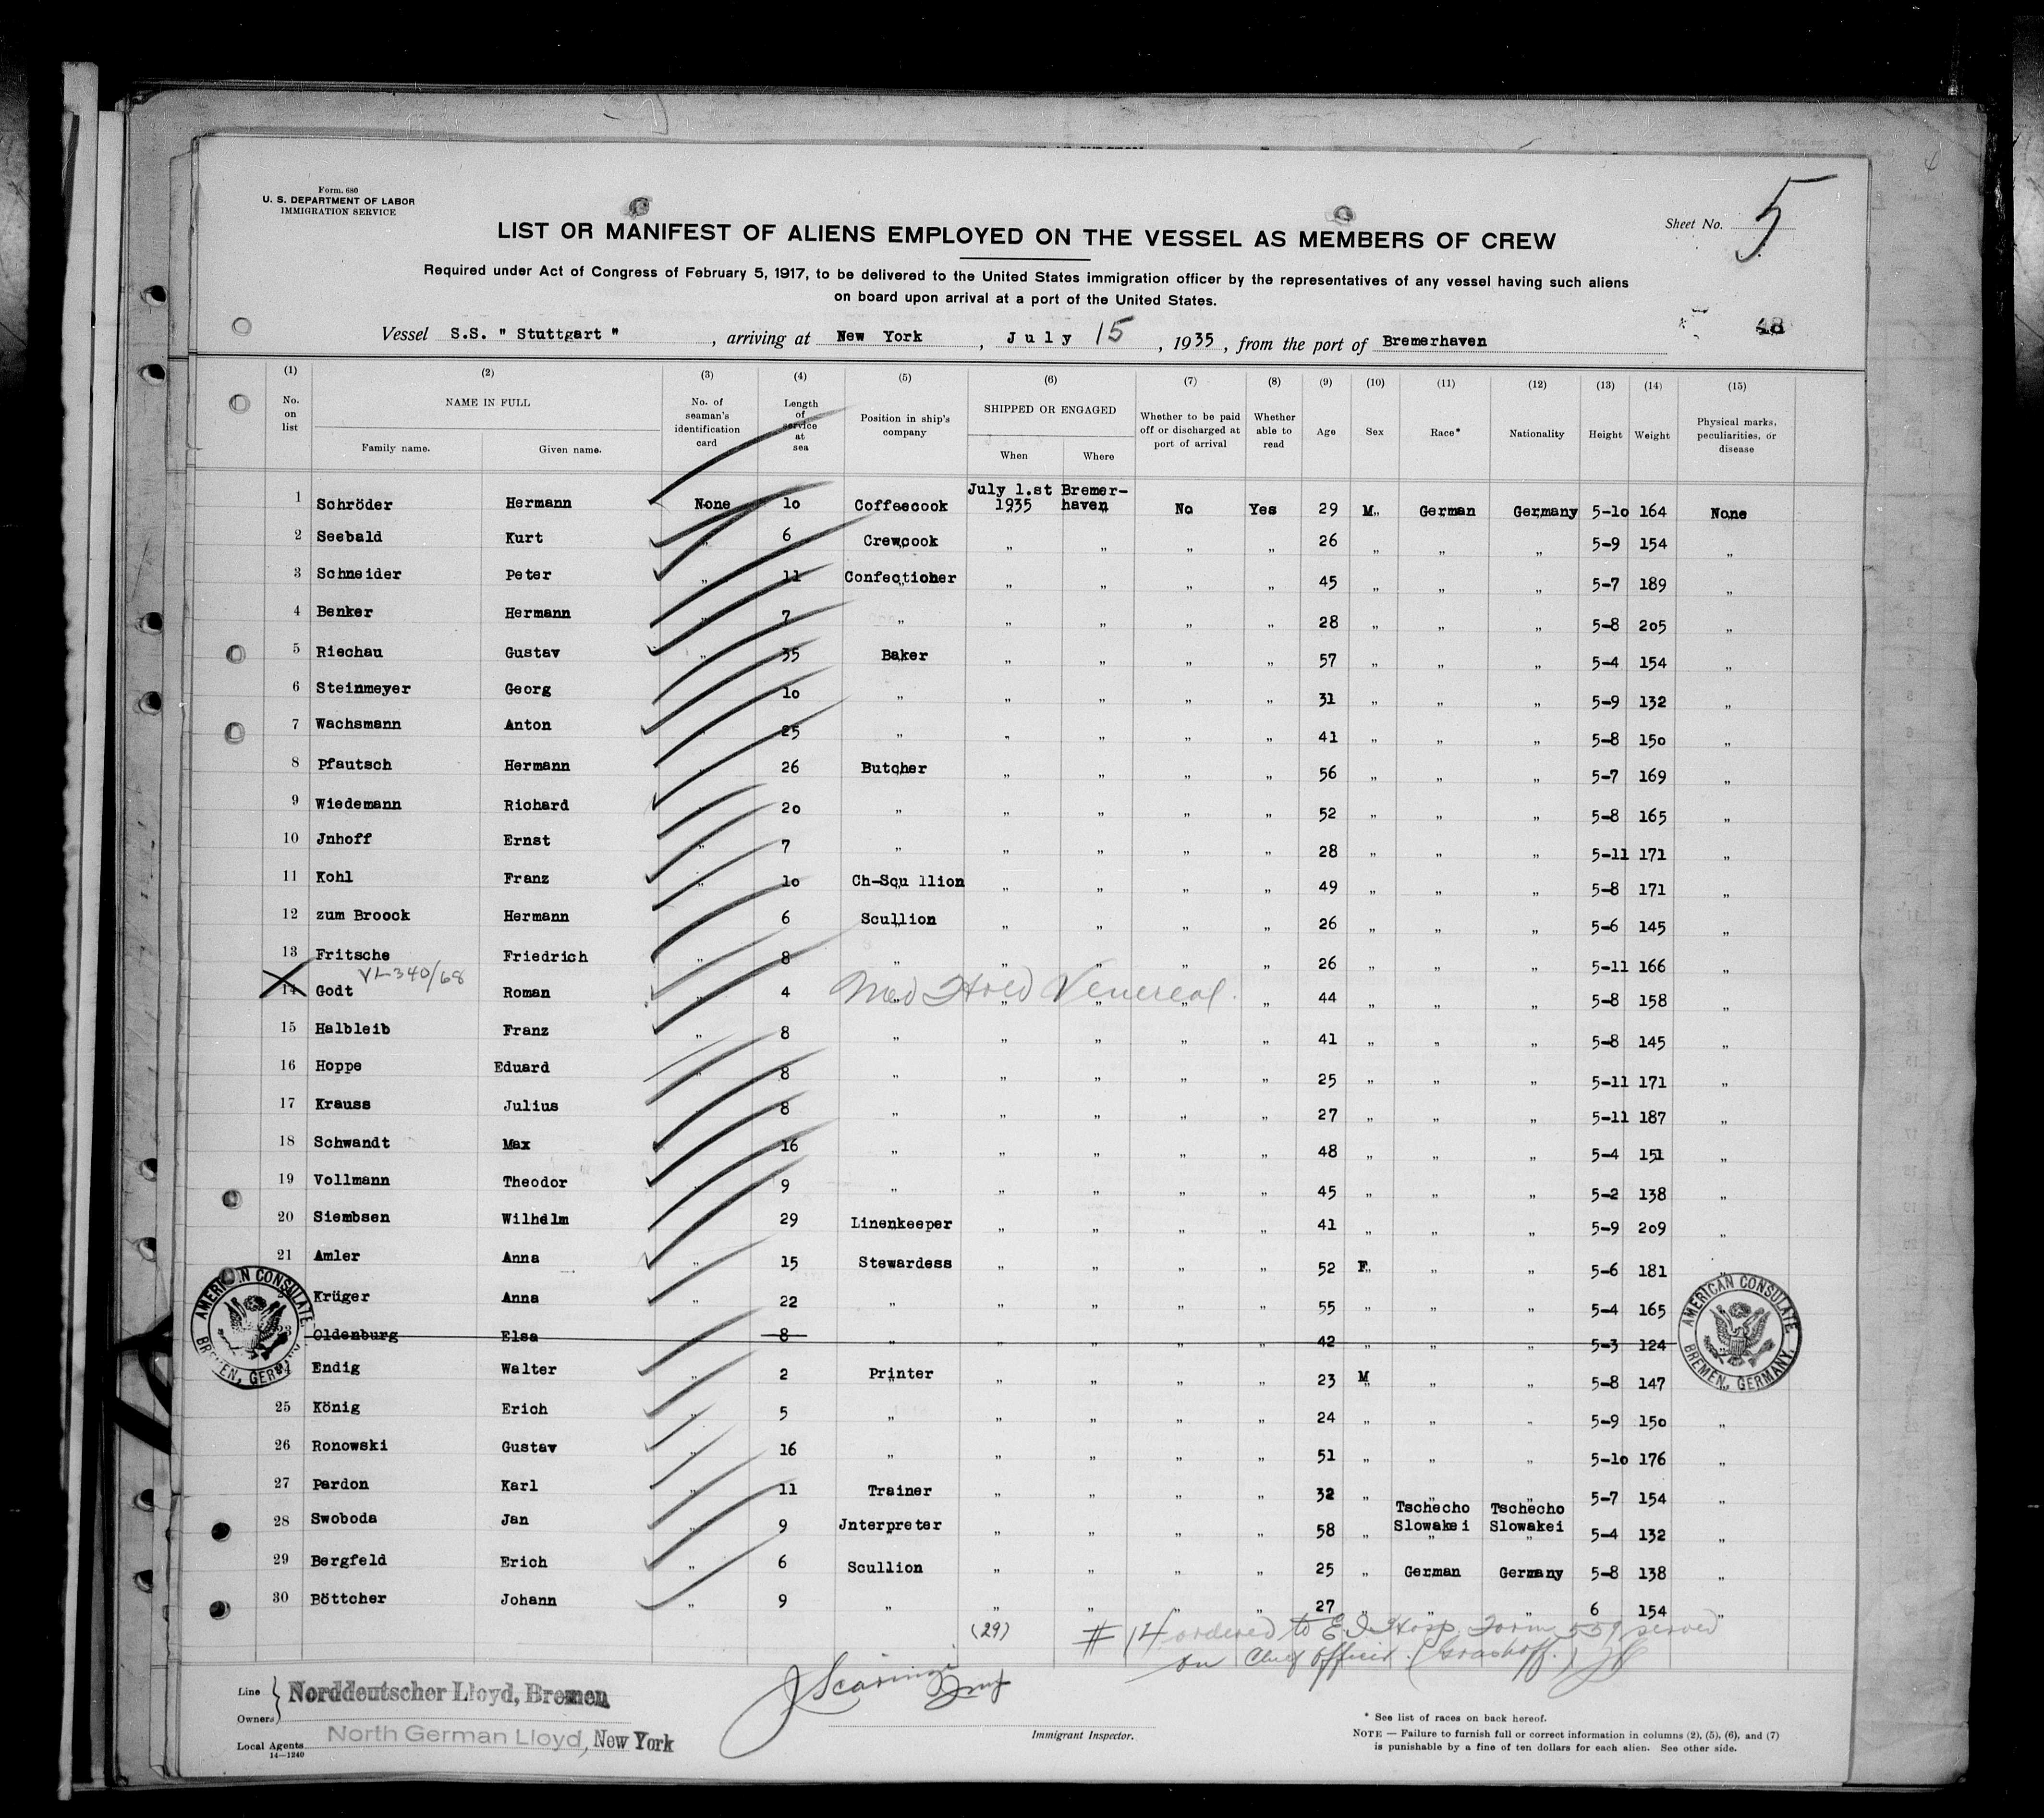 Form. 680
U. S. DEPARTMENT OF LABOR
IMMIGRATION SERVICE
Sheet No. 5
LIST OR MANIFEST OF ALIENS EMPLOYED ON THE VESSEL AS MEMBERS OF CREW
Required under Act of Congress of February 5, 1917, to be delivered to the United States immigration officer by the representatives of any vessel having such aliens
on board upon arrival at a port of the United States.
48
Vessel S.S. " Stuttgart " , arriving at New York , July 15 , 1935 , from the port of Bremerhaven
(1) (2) (3) (4) (5) (6) (7) (8) (9) (10) (11) (12) (13) (14) (15)
No. on list NAME IN FULL Family name. Given name. No. of seaman's identification card Length of service at sea Position in ship's company SHIPPED OR ENGAGED When Where Whether to be paid off or discharged at port of arrival Whether able to read Age Sex Race* Nationality Height Weight Physical marks, peculiarities, or disease
1 Schröder Hermann None 10 Coffeecook July 1.st 1935 Bremer-haven No Yes 29 M German Germany 5-10 164 None
2 Seebald Kurt " 6 Crewcook " " " " 26 " " " 5-9 154 "
3 Schneider Peter " 11 Confectioner " " " " 45 " " " 5-7 189 "
4 Benker Hermann " 7 " " " " " 28 " " " 5-8 205 "
5 Riechau Gustav " 35 Baker " " " " 57 " " " 5-4 154 "
6 Steinmeyer Georg " 10 " " " " " 31 " " " 5-9 132 "
7 Wachsmann Anton " 25 " " " " " 41 " " " 5-8 150 "
8 Pfautsch Hermann " 26 Butcher " " " " 56 " " " 5-7 169 "
9 Wiedemann Richard " 20 " " " " " 52 " " " 5-8 165 "
10 Jnhoff Ernst " 7 " " " " " 28 " " " 5-11 171 "
11 Kohl Franz " 10 Ch-Scu llion " " " " 49 " " " 5-8 171 "
12 zum Broock Hermann " 6 Scullion " " " " 26 " " " 5-6 145 "
13 Fritsche Friedrich " 8 " " " " " 26 " " " 5-11 166 "
VL340/68
14 Godt Roman " 4 Med Hold Venereal. " " " " " 44 " " " 5-8 158 "
15 Halbleib Franz " 8 " " " " " 41 " " " 5-8 145 "
16 Hoppe Eduard " 8 " " " " " 25 " " " 5-11 171 "
17 Krauss Julius " 8 " " " " " 27 " " " 5-11 187 "
18 Schwandt Max " 16 " " " " " 48 " " " 5-4 151 "
19 Vollmann Theodor " 9 " " " " " 45 " " " 5-2 138 "
20 Siembsen Wilhelm " 29 Linenkeeper " " " " 41 " " " 5-9 209 "
21 Amler Anna " 15 Stewardess " " " " 52 F " " 5-6 181 "
Krüger Anna " 22 " " " " " 55 " " " 5-4 165
23 Oldenburg Elsa 8 " " " " " 42 " " " 5-3 124
Endig Walter " 2 Printer " " " " 23 M " " 5-8 147
25 König Erich " 5 " " " " " 24 " " " 5-9 150 "
26 Ronowski Gustav " 16 " " " " " 51 " " " 5-10 176 "
27 Pardon Karl " 11 Trainer " " " " 32 " " " 5-7 154 "
28 Swoboda Jan " 9 Jnterpreter " " " " 58 " Tschecho Slowakei Tschecho Slowakei 5-4 132 "
29 Bergfeld Erich " 6 Scullion " " " " 25 " German Germany 5-8 138 "
30 Böttcher Johann " 9 " " " " " 27 " " " 6 154 "
(29) #14 ordered to E.I. Hosp. Form 559 served
on Chief Officer.
AMERICAN CONSULATE
BREMEN, GERMANY
AMERICAN CONSULATE
BREMEN, GERMANY.
Line Norddeutscher Lloyd, Bremen
Owners
Local Agents North German Lloyd, New York
14-1240
Immigrant Inspector.
* See list of races on back hereof.
NOTE — Failure to furnish full or correct information in columns (2), (5), (6), and (7)
is punishable by a fine of ten dollars for each alien. See other side.